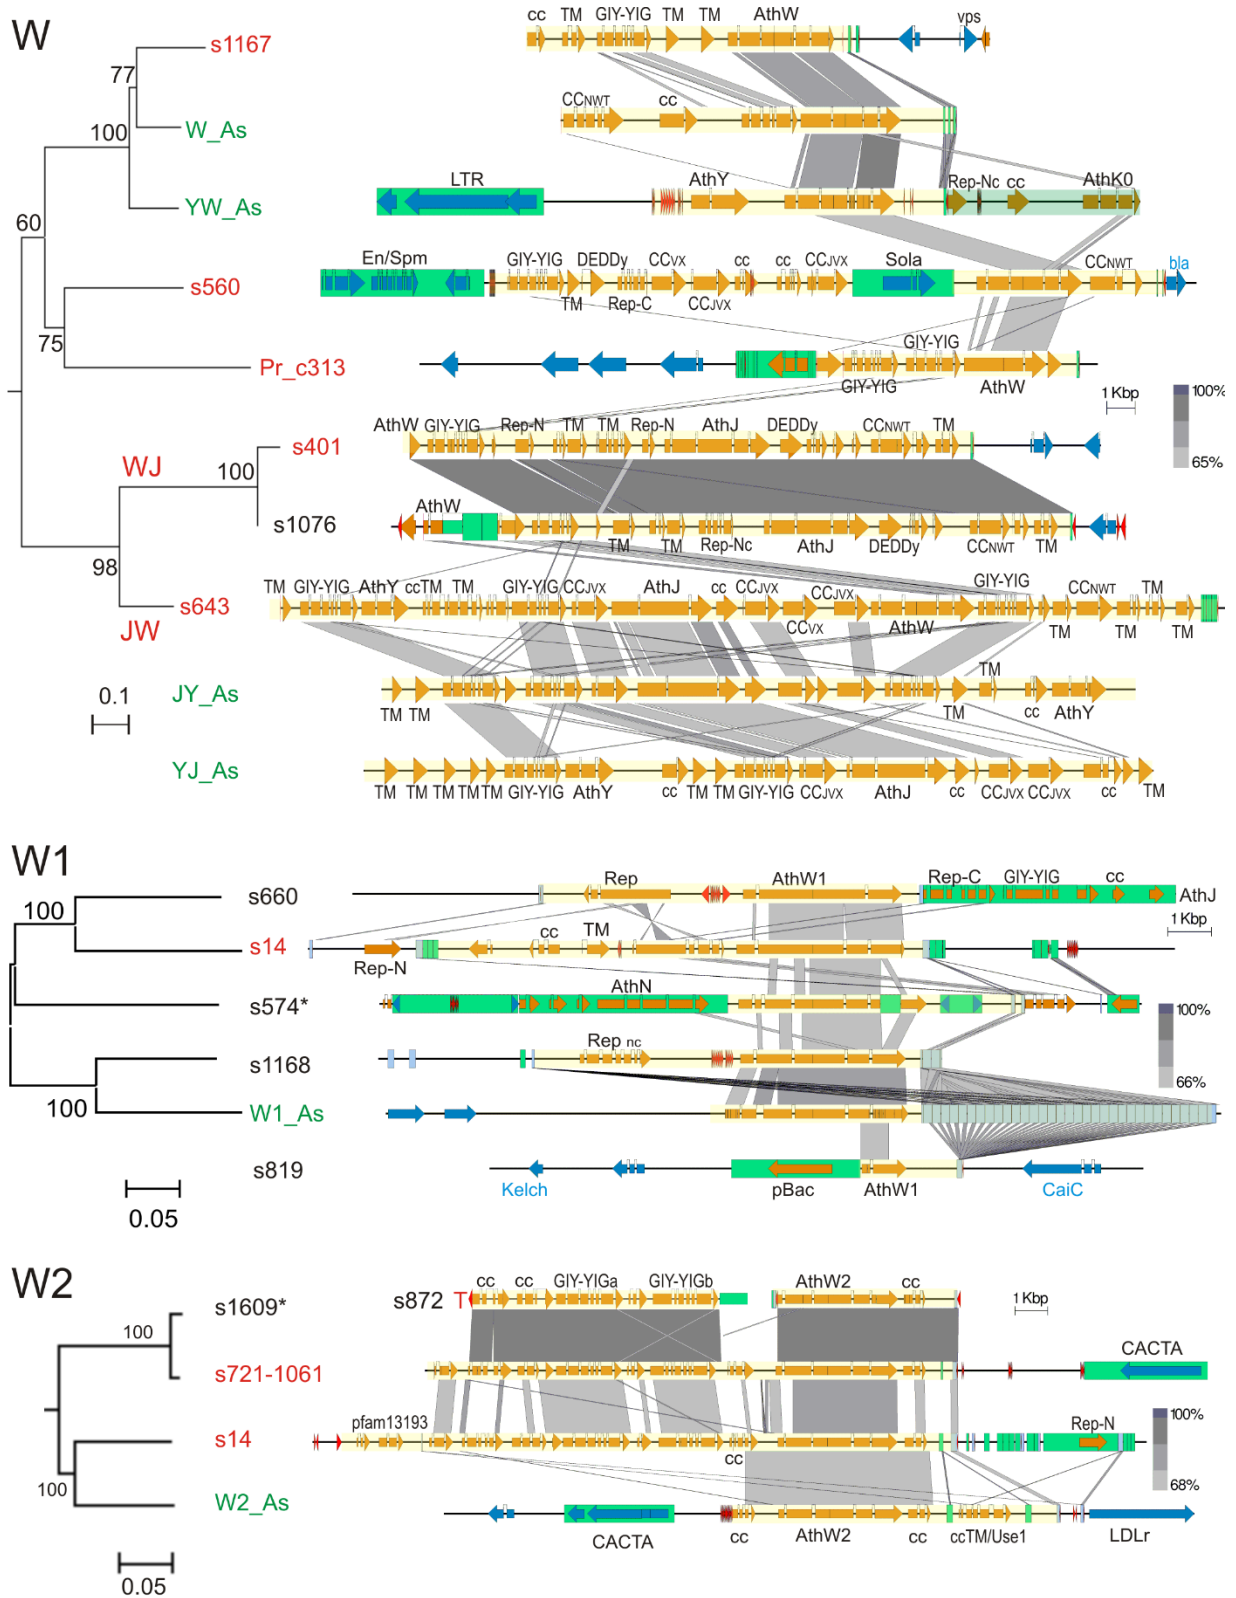 W
cc TM GIY-YIG TM TM AthW vps
s1167
77
CCNWT cc
W_As
100
LTR AthY Rep-Nc cc AthK0
YW_As
60
En/Spm GIY-YIG DEDDy CCVX cc cc CCJVX Sola CCNWT bla
s560
TM Rep-C CCJVX
75
GIY-YIG
Pr_c313
GIY-YIG AthW
1 Kbp
100%
65%
AthW GIY-YIG Rep-N TM TM Rep-N AthJ DEDDy CCNWT TM
s401
WJ
100
AthW
s1076
TM TM Rep-Nc AthJ DEDDy CCNWT TM
98
TM GIY-YIG AthY ccTM TM GIY-YIG CCJVX AthJ cc CCJVX CCJVX GIY-YIG CCNWT TM
s643
JW
CCVX AthW TM TM TM
0.1
TM
JY_As
TM TM TM cc AthY
YJ_As
TM TM TM TM TM GIY-YIG AthY cc TM TM GIY-YIG CCJVX AthJ cc CCJVX CCJVX cc TM
W1
s660
Rep AthW1 Rep-C GIY-YIG cc AthJ
100
1 Kbp
cc TM
s14
Rep-N
AthN
s574*
100%
66%
Rep nc
s1168
100
W1_As
s819
Kelch pBac AthW1 CaiC
0.05
W2
cc cc GIY-YIGa GIY-YIGb AthW2 cc
s872 T
1 Kbp
s1609*
100
CACTA
s721-1061
pfam13193 Rep-N
100%
68%
s14
cc
100
W2_As
CACTA cc AthW2 cc ccTM/Use1 LDLr
0.05